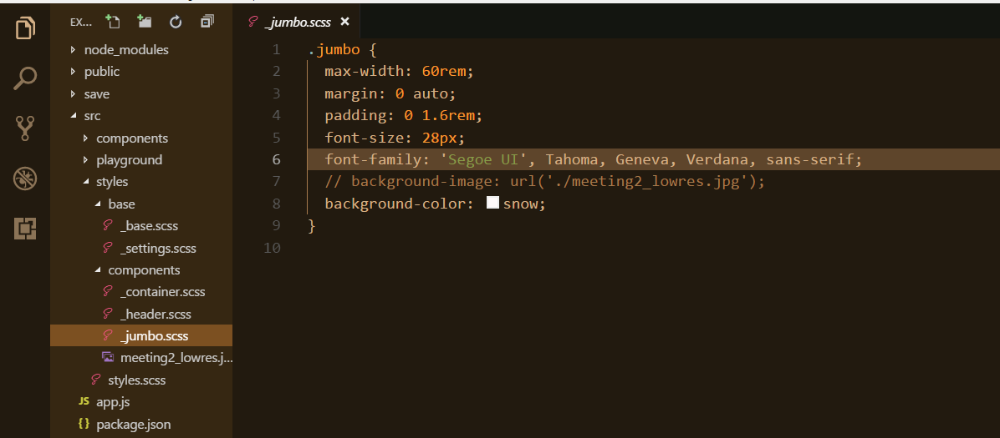 EX...
_jumbo.scss
node_modules
public
save
src
components
playground
styles
base
_base.scss
_settings.scss
components
_container.scss
_header.scss
_jumbo.scss
meeting2_lowres.j...
styles.scss
JS app.js
{} package.json
1 .jumbo {
2 max-width: 60rem;
3 margin: 0 auto;
4 padding: 0 1.6rem;
5 font-size: 28px;
6 font-family: 'Segoe UI', Tahoma, Geneva, Verdana, sans-serif;
7 // background-image: url('./meeting2_lowres.jpg');
8 background-color: snow;
9 }
10